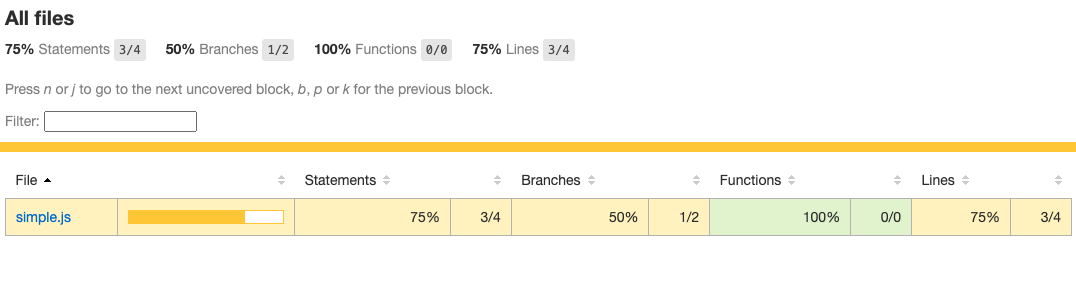 All files
75% Statements 3/4 50% Branches 1/2 100% Functions 0/0 75% Lines 3/4
Press n or j to go to the next uncovered block, b, p or k for the previous block.
Filter:
File Statements Branches Functions Lines
simple.js 75% 3/4 50% 1/2 100% 0/0 75% 3/4